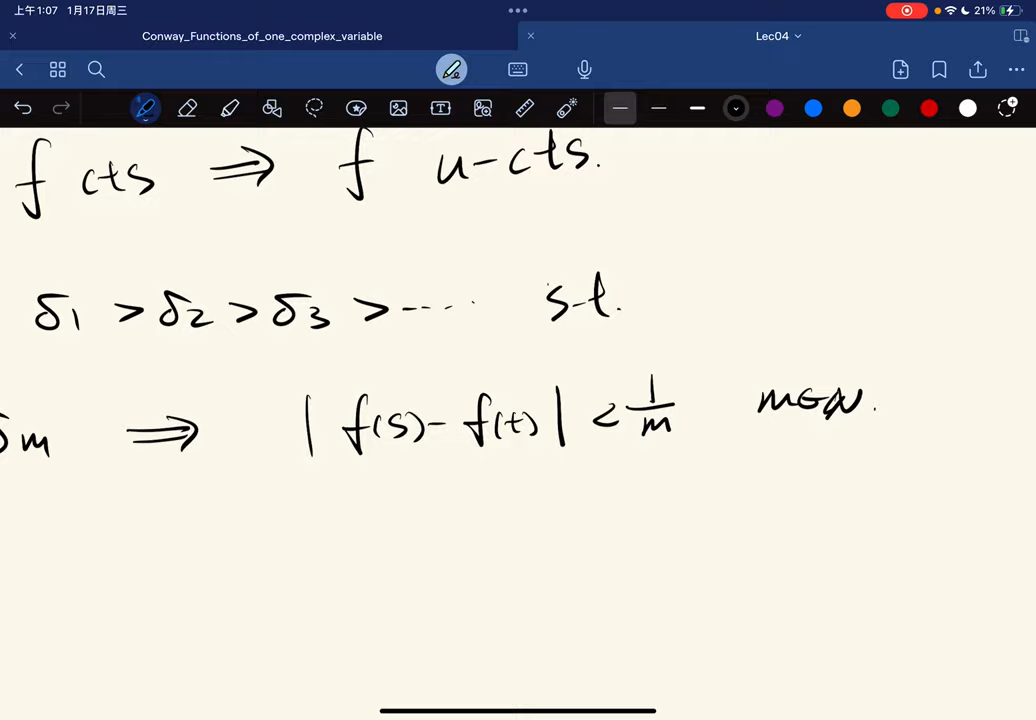 上午1:07 1月17日周三
21%
Conway_Functions_of_one_complex_variable
Lec04
f cts ⟹ f u-cts.
δ1 > δ2 > δ3 > ---- s-t.
δm ⟹ | f(s) - f(t) | < 1/m m∈ℕ.